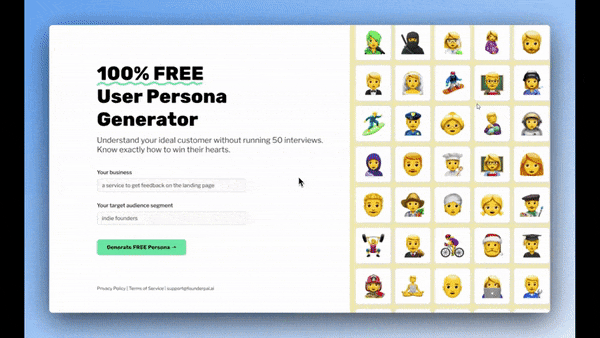 100% FREE
User Persona
Generator
Understand your ideal customer without running 50 interviews.
Know exactly how to win their hearts.
Your business
a service to get feedback on the landing page
Your target audience segment
indie founders
Generate FREE Persona →
Privacy Policy | Terms of Service | support@founderpal.ai